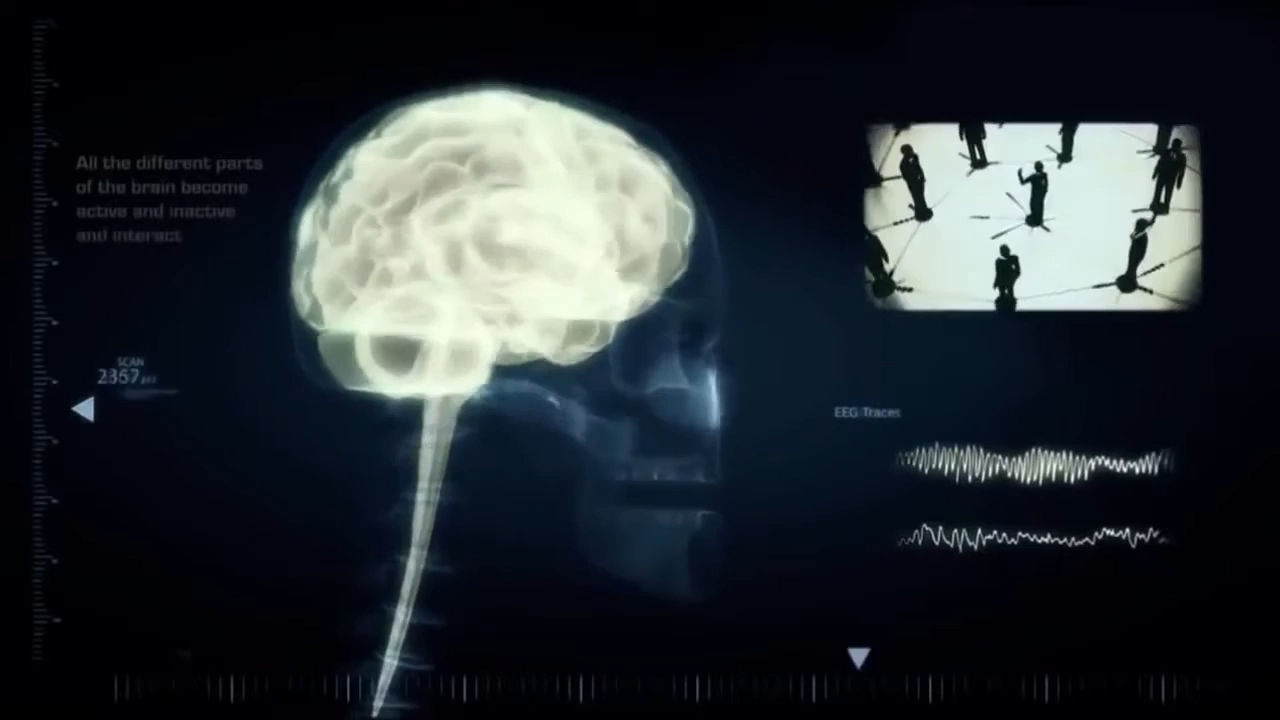 All the different parts
of the brain become
active and inactive
and interact
SCAN
2367
EEG Traces